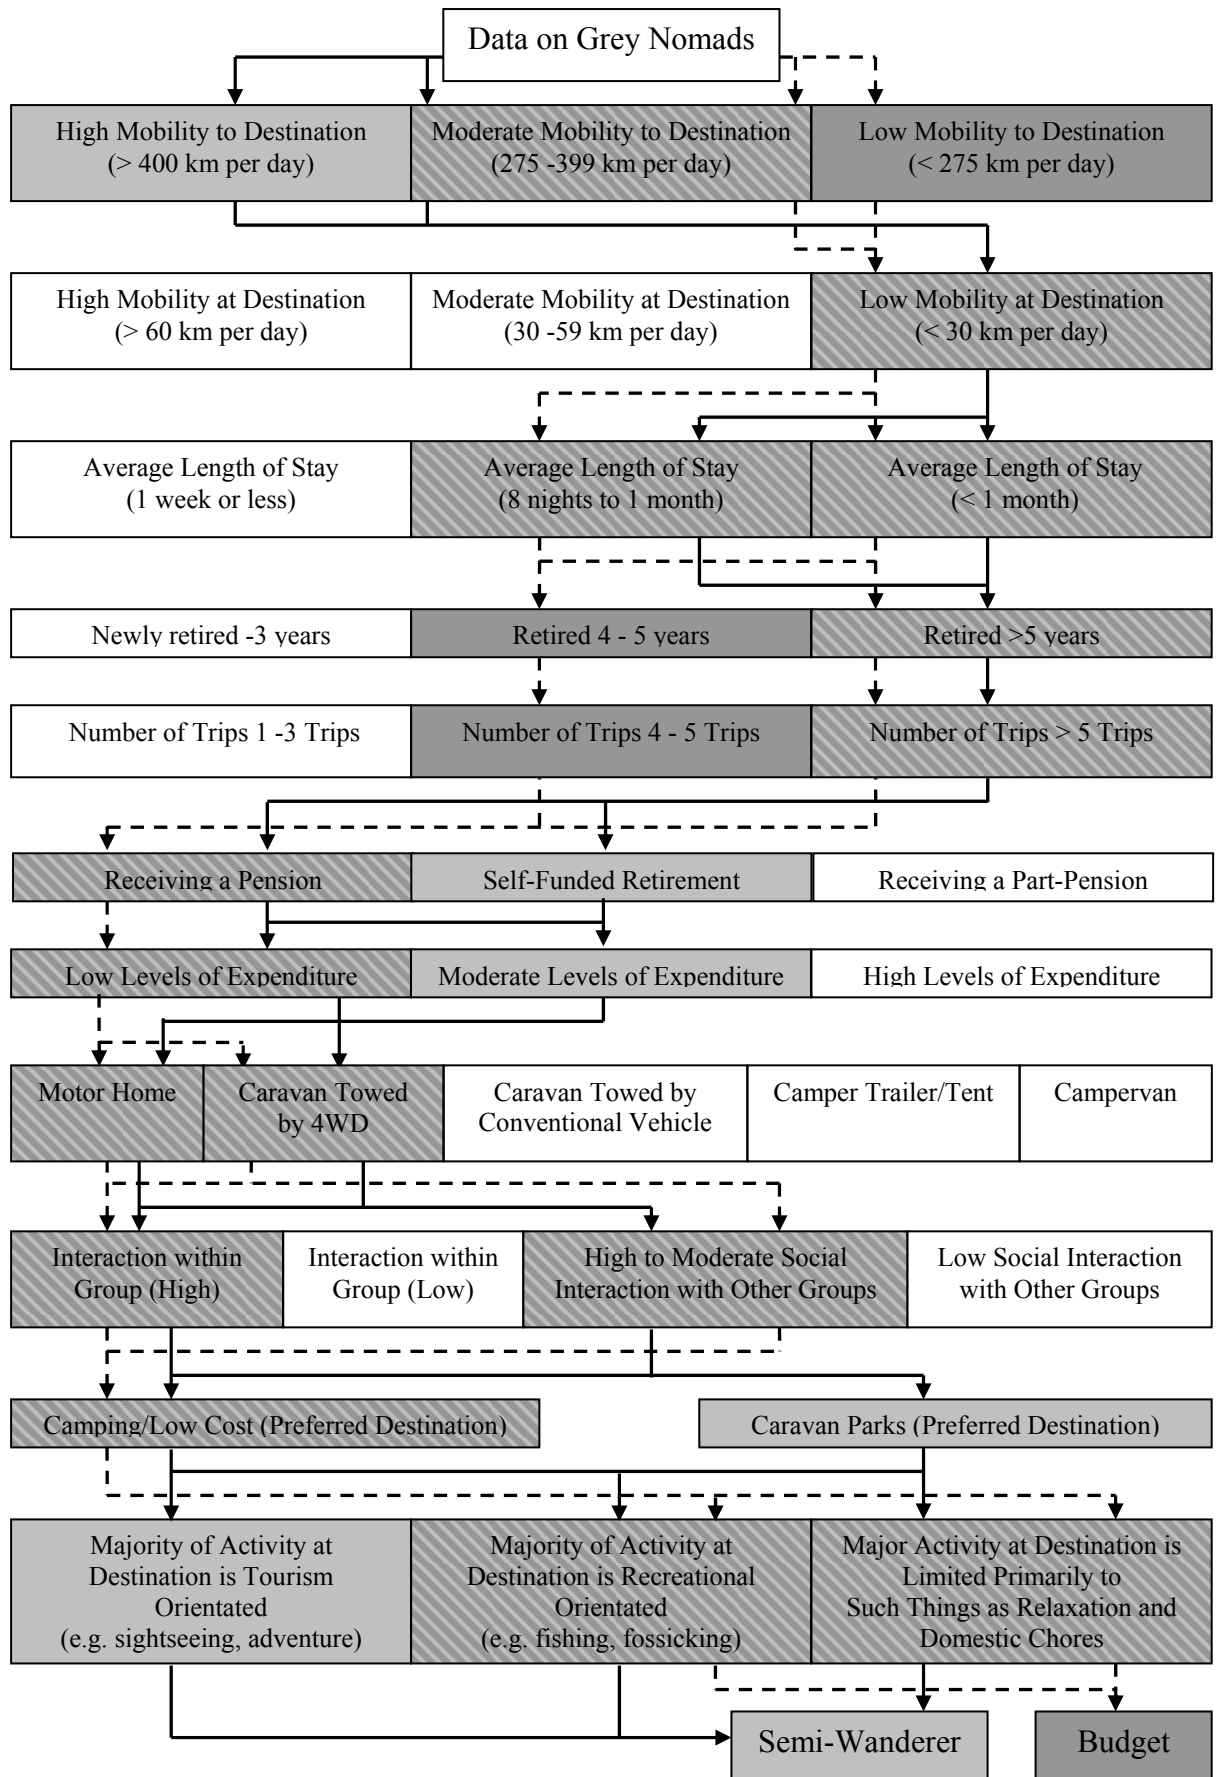 Data on Grey Nomads
High Mobility to Destination
(> 400 km per day)
Moderate Mobility to Destination
(275 -399 km per day)
Low Mobility to Destination
(< 275 km per day)
High Mobility at Destination
(> 60 km per day)
Moderate Mobility at Destination
(30 -59 km per day)
Low Mobility at Destination
(< 30 km per day)
Average Length of Stay
(1 week or less)
Average Length of Stay
(8 nights to 1 month)
Average Length of Stay
(< 1 month)
Newly retired -3 years
Retired 4 - 5 years
Retired >5 years
Number of Trips 1 -3 Trips
Number of Trips 4 - 5 Trips
Number of Trips > 5 Trips
Receiving a Pension
Self-Funded Retirement
Receiving a Part-Pension
Low Levels of Expenditure
Moderate Levels of Expenditure
High Levels of Expenditure
Motor Home
Caravan Towed
by 4WD
Caravan Towed by
Conventional Vehicle
Camper Trailer/Tent
Campervan
Interaction within
Group (High)
Interaction within
Group (Low)
High to Moderate Social
Interaction with Other Groups
Low Social Interaction
with Other Groups
Camping/Low Cost (Preferred Destination)
Caravan Parks (Preferred Destination)
Majority of Activity at
Destination is Tourism
Orientated
(e.g. sightseeing, adventure)
Majority of Activity at
Destination is Recreational
Orientated
(e.g. fishing, fossicking)
Major Activity at Destination is
Limited Primarily to
Such Things as Relaxation and
Domestic Chores
Semi-Wanderer
Budget